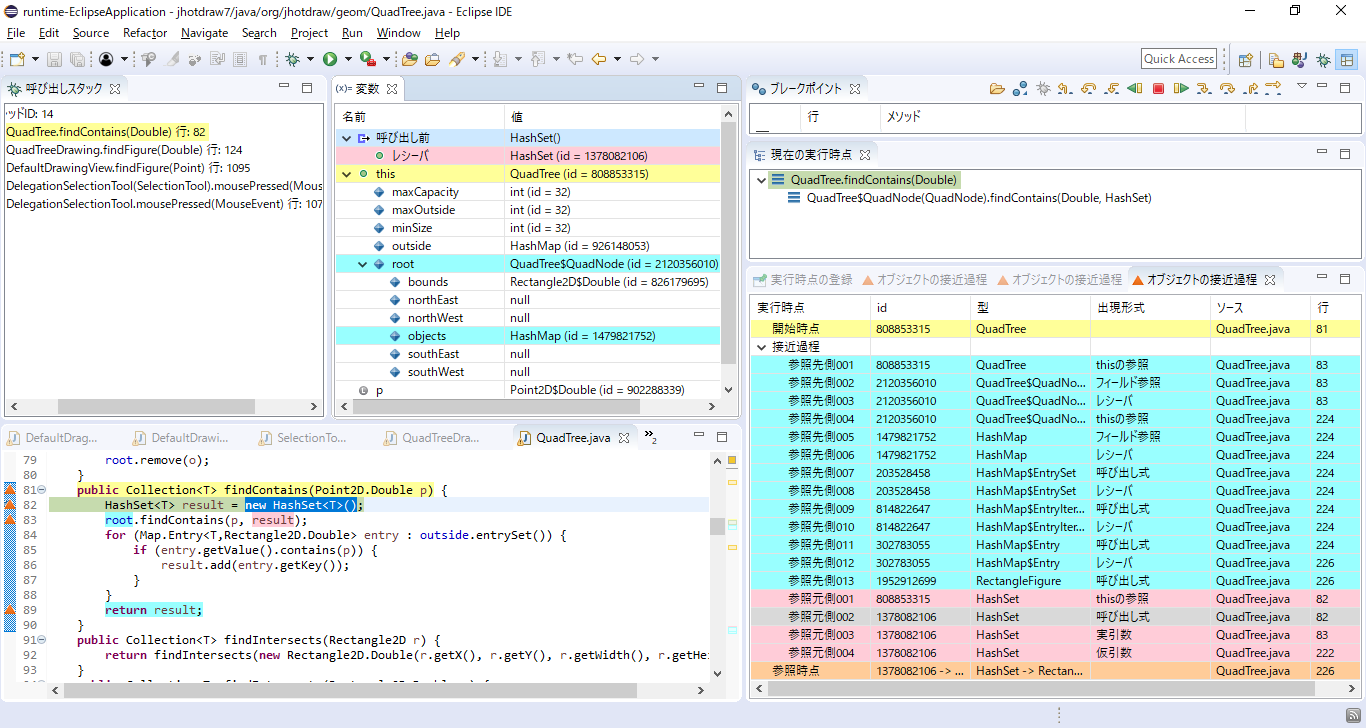 runtime-EclipseApplication - jhotdraw7/java/org/jhotdraw/geom/QuadTree.java - Eclipse IDE
File Edit Source Refactor Navigate Search Project Run Window Help
Quick Access
呼び出しスタック
ッドID: 14
QuadTree.findContains(Double) 行: 82
QuadTreeDrawing.findFigure(Double) 行: 124
DefaultDrawingView.findFigure(Point) 行: 1095
DelegationSelectionTool(SelectionTool).mousePressed(Mous
DelegationSelectionTool.mousePressed(MouseEvent) 行: 107
(x)= 変数
名前 値
呼び出し前 HashSet()
レシーバ HashSet (id = 1378082106)
this QuadTree (id = 808853315)
maxCapacity int (id = 32)
maxOutside int (id = 32)
minSize int (id = 32)
outside HashMap (id = 926148053)
root QuadTree$QuadNode (id = 2120356010)
bounds Rectangle2D$Double (id = 826179695)
northEast null
northWest null
objects HashMap (id = 1479821752)
southEast null
southWest null
p Point2D$Double (id = 902288339)
ブレークポイント
行 メソッド
現在の実行時点
QuadTree.findContains(Double)
QuadTree$QuadNode(QuadNode).findContains(Double, HashSet)
実行時点の登録 オブジェクトの接近過程 オブジェクトの接近過程 オブジェクトの接近過程
実行時点 id 型 出現形式 ソース 行
開始時点 808853315 QuadTree QuadTree.java 81
接近過程
参照先側001 808853315 QuadTree thisの参照 QuadTree.java 83
参照先側002 2120356010 QuadTree$QuadNo... フィールド参照 QuadTree.java 83
参照先側003 2120356010 QuadTree$QuadNo... レシーバ QuadTree.java 83
参照先側004 2120356010 QuadTree$QuadNo... thisの参照 QuadTree.java 224
参照先側005 1479821752 HashMap フィールド参照 QuadTree.java 224
参照先側006 1479821752 HashMap レシーバ QuadTree.java 224
参照先側007 203528458 HashMap$EntrySet 呼び出し式 QuadTree.java 224
参照先側008 203528458 HashMap$EntrySet レシーバ QuadTree.java 224
参照先側009 814822647 HashMap$EntryIter... 呼び出し式 QuadTree.java 224
参照先側010 814822647 HashMap$EntryIter... レシーバ QuadTree.java 224
参照先側011 302783055 HashMap$Entry 呼び出し式 QuadTree.java 224
参照先側012 302783055 HashMap$Entry レシーバ QuadTree.java 226
参照先側013 1952912699 RectangleFigure 呼び出し式 QuadTree.java 226
参照元側001 808853315 HashSet thisの参照 QuadTree.java 82
参照元側002 1378082106 HashSet 呼び出し式 QuadTree.java 82
参照元側003 1378082106 HashSet 実引数 QuadTree.java 83
参照元側004 1378082106 HashSet 仮引数 QuadTree.java 222
参照時点 1378082106 -> ... HashSet -> Rectan... QuadTree.java 226
DefaultDrag... DefaultDrawi... SelectionTo... QuadTreeDra... QuadTree.java »2
79 root.remove(o);
80 }
81 public Collection<T> findContains(Point2D.Double p) {
82 HashSet<T> result = new HashSet<T>();
83 root.findContains(p, result);
84 for (Map.Entry<T,Rectangle2D.Double> entry : outside.entrySet()) {
85 if (entry.getValue().contains(p)) {
86 result.add(entry.getKey());
87 }
88 }
89 return result;
90 }
91 public Collection<T> findIntersects(Rectangle2D r) {
92 return findIntersects(new Rectangle2D.Double(r.getX(), r.getY(), r.getWidth(), r.getHei
93 }